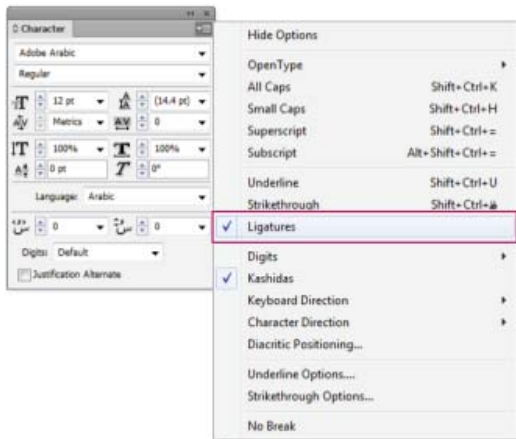 Character
Adobe Arabic
Regular
12 pt
(14.4 pt)
Metrics
0
100%
100%
0 pt
0°
Language: Arabic
0
0
Digits: Default
Justification Alternate
Hide Options
OpenType
All Caps Shift+Ctrl+K
Small Caps Shift+Ctrl+H
Superscript Shift+Ctrl+=
Subscript Alt+Shift+Ctrl+=
Underline Shift+Ctrl+U
Strikethrough Shift+Ctrl+
Ligatures
Digits
Kashidas
Keyboard Direction
Character Direction
Diacritic Positioning...
Underline Options....
Strikethrough Options...
No Break